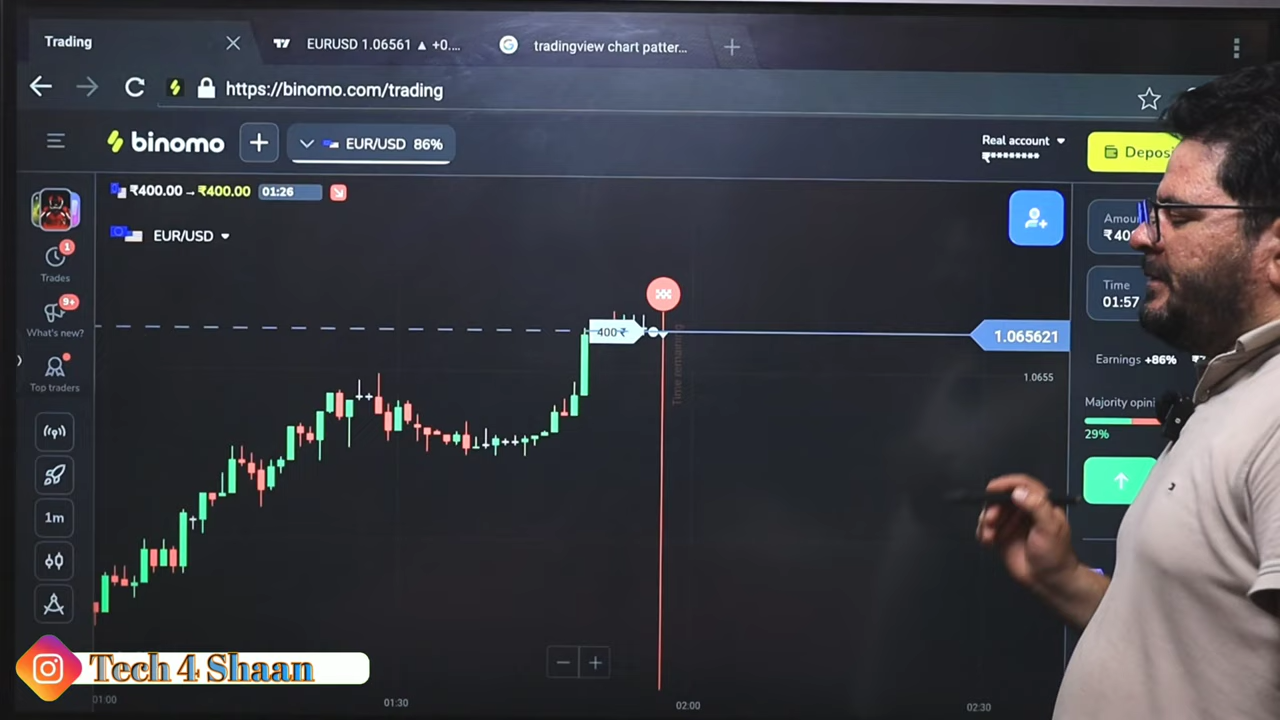 Trading
EURUSD 1.06561 ▲ +0....
tradingview chart patter...
https://binomo.com/trading
binomo
EUR/USD 86%
Real account
Deposi
₹400.00 → ₹400.00 01:26
EUR/USD
1
Trades
9+
What's new?
Top traders
1m
400 ₹
Time remaining
1.065621
1.0655
Amou
₹40
Time
01:57
Earnings +86%
Majority opini
29%
01:00
01:30
02:00
02:30
Tech 4 Shaan